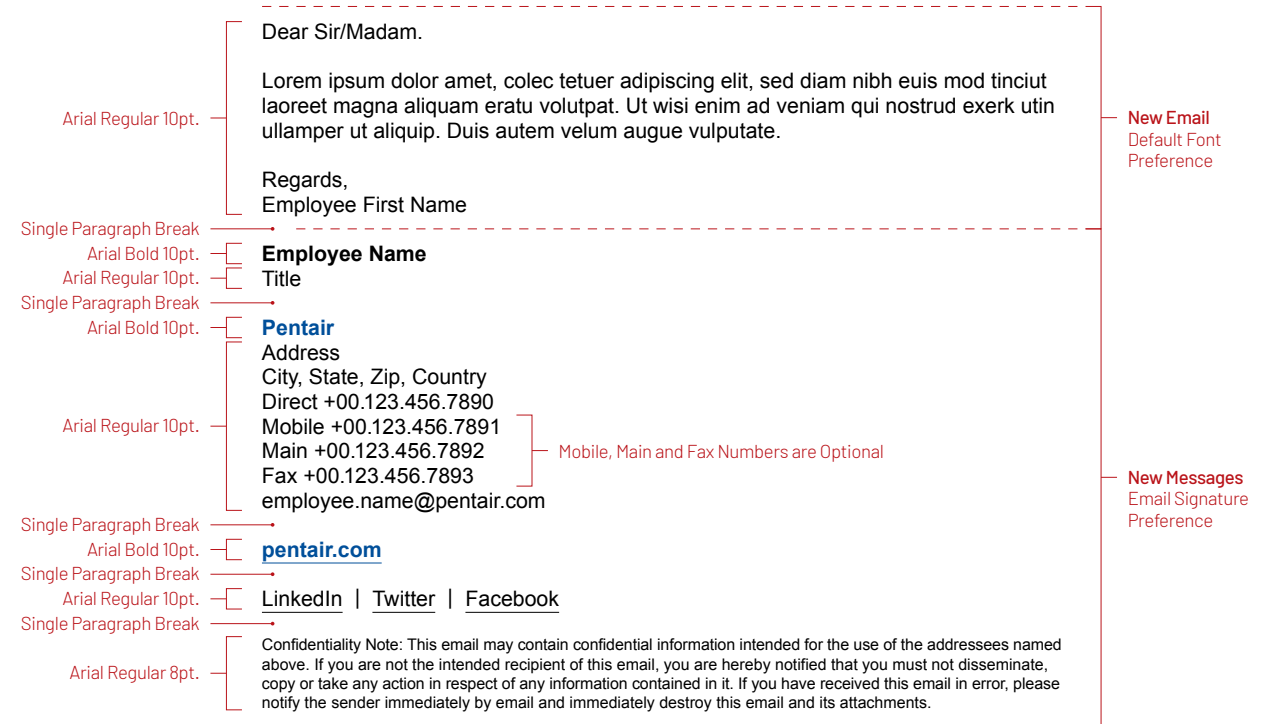 Dear Sir/Madam.
Arial Regular 10pt.
Lorem ipsum dolor amet, colec tetuer adipiscing elit, sed diam nibh euis mod tinciut
laoreet magna aliquam eratu volutpat. Ut wisi enim ad veniam qui nostrud exerk utin
ullamper ut aliquip. Duis autem velum augue vulputate.
New Email
Default Font
Preference
Regards,
Employee First Name
Single Paragraph Break
Arial Bold 10pt.
Employee Name
Arial Regular 10pt.
Title
Single Paragraph Break
Arial Bold 10pt.
Pentair
Arial Regular 10pt.
Address
City, State, Zip, Country
Direct +00.123.456.7890
Mobile +00.123.456.7891
Main +00.123.456.7892
Fax +00.123.456.7893
Mobile, Main and Fax Numbers are Optional
employee.name@pentair.com
New Messages
Email Signature
Preference
Single Paragraph Break
Arial Bold 10pt.
pentair.com
Single Paragraph Break
Arial Regular 10pt.
LinkedIn | Twitter | Facebook
Single Paragraph Break
Arial Regular 8pt.
Confidentiality Note: This email may contain confidential information intended for the use of the addressees named
above. If you are not the intended recipient of this email, you are hereby notified that you must not disseminate,
copy or take any action in respect of any information contained in it. If you have received this email in error, please
notify the sender immediately by email and immediately destroy this email and its attachments.